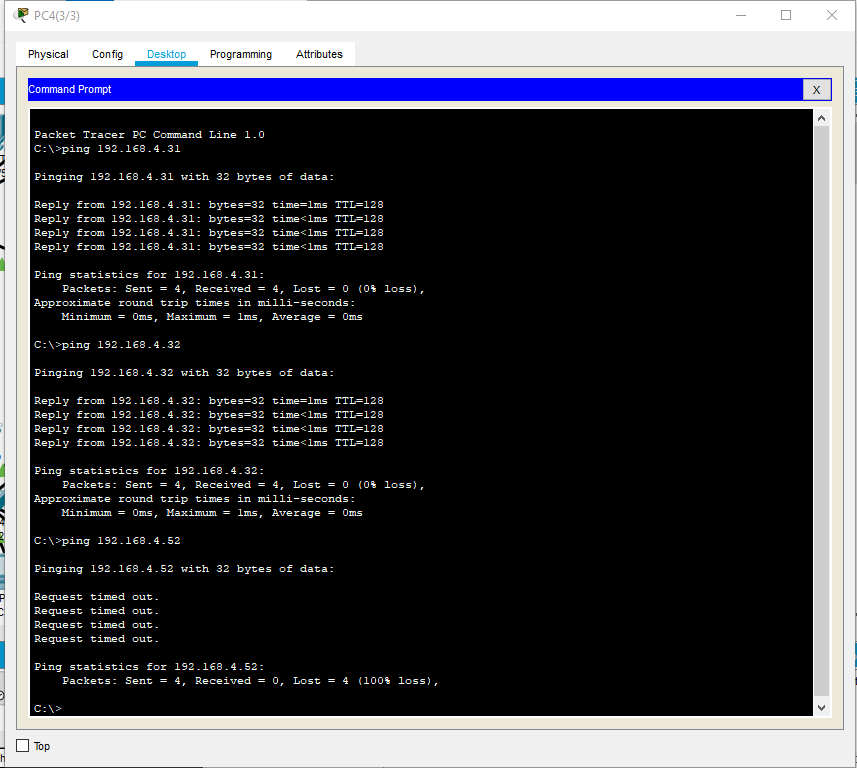 PC4(3/3)
Physical Config Desktop Programming Attributes
Command Prompt X
Packet Tracer PC Command Line 1.0
C:\>ping 192.168.4.31
Pinging 192.168.4.31 with 32 bytes of data:
Reply from 192.168.4.31: bytes=32 time=1ms TTL=128
Reply from 192.168.4.31: bytes=32 time<1ms TTL=128
Reply from 192.168.4.31: bytes=32 time<1ms TTL=128
Reply from 192.168.4.31: bytes=32 time<1ms TTL=128
Ping statistics for 192.168.4.31:
    Packets: Sent = 4, Received = 4, Lost = 0 (0% loss),
Approximate round trip times in milli-seconds:
    Minimum = 0ms, Maximum = 1ms, Average = 0ms
C:\>ping 192.168.4.32
Pinging 192.168.4.32 with 32 bytes of data:
Reply from 192.168.4.32: bytes=32 time=1ms TTL=128
Reply from 192.168.4.32: bytes=32 time<1ms TTL=128
Reply from 192.168.4.32: bytes=32 time<1ms TTL=128
Reply from 192.168.4.32: bytes=32 time<1ms TTL=128
Ping statistics for 192.168.4.32:
    Packets: Sent = 4, Received = 4, Lost = 0 (0% loss),
Approximate round trip times in milli-seconds:
    Minimum = 0ms, Maximum = 1ms, Average = 0ms
C:\>ping 192.168.4.52
Pinging 192.168.4.52 with 32 bytes of data:
Request timed out.
Request timed out.
Request timed out.
Request timed out.
Ping statistics for 192.168.4.52:
    Packets: Sent = 4, Received = 0, Lost = 4 (100% loss),
C:\>
Top